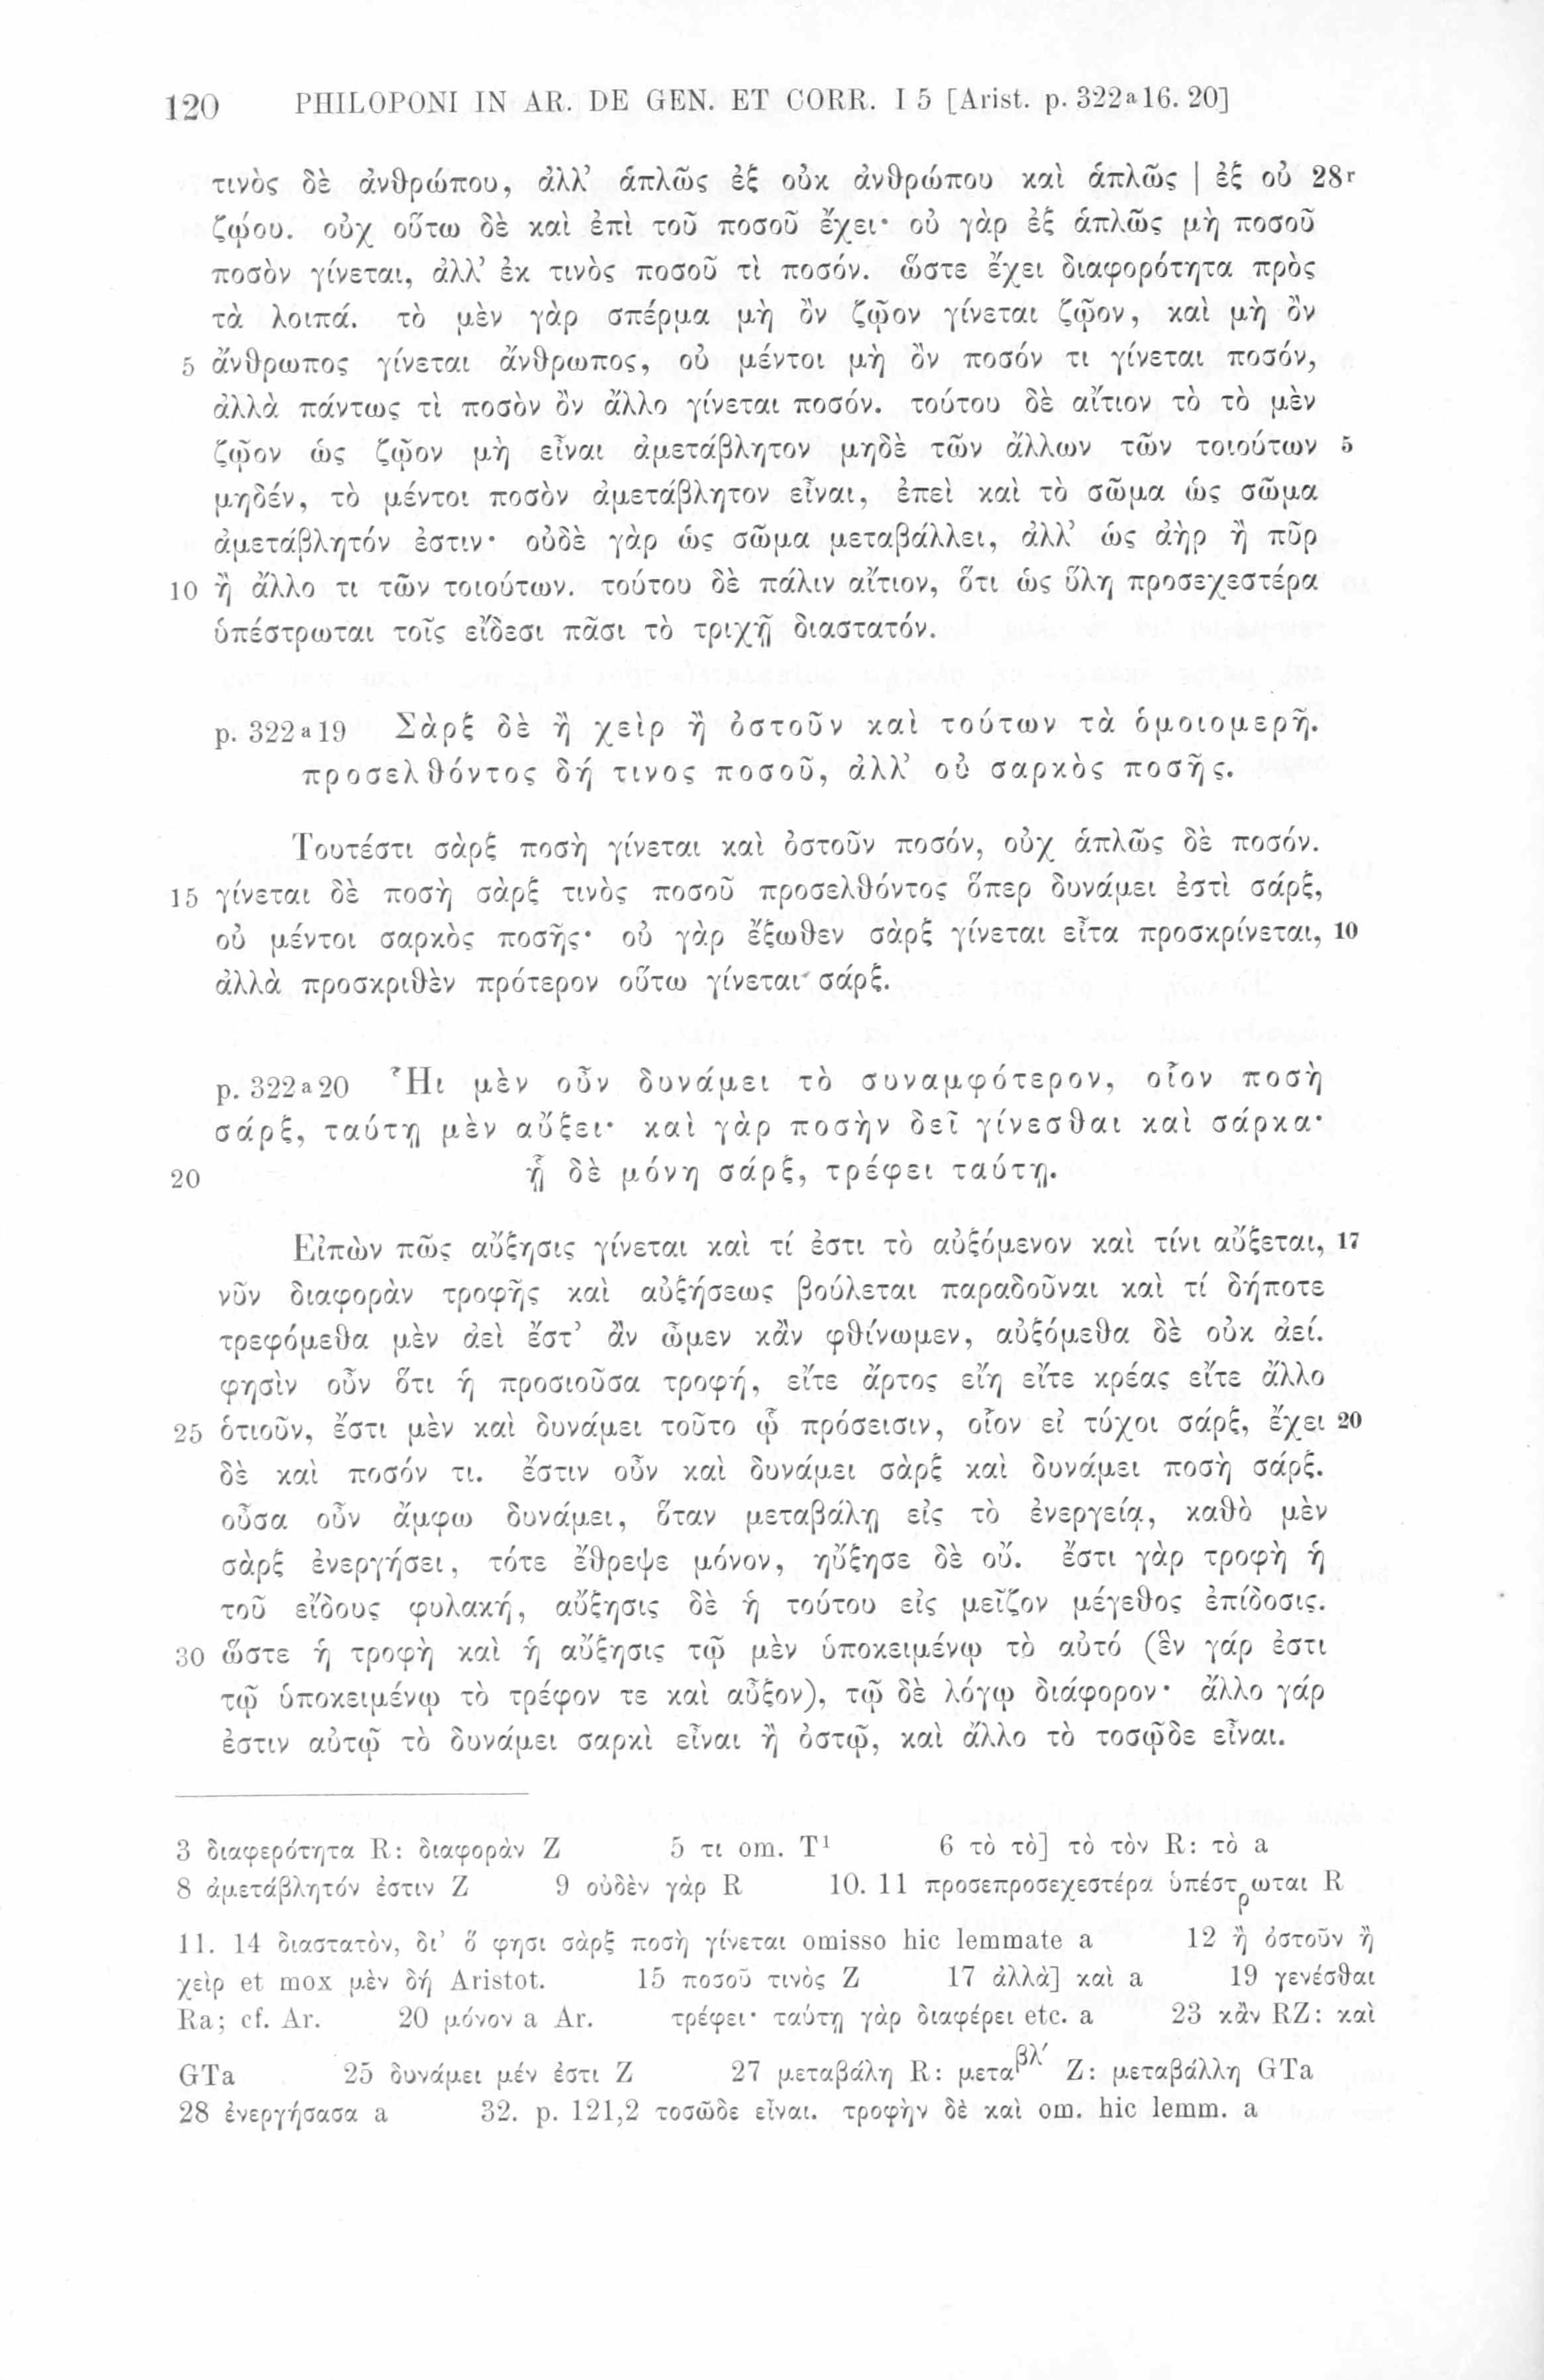 120 PHILOPONI IN AR. DE GEN. ET CORR. I 5 [Arist. p. 322ᵃ16. 20]
τινὸς δὲ ἀνθρώπου, ἀλλ’ ἁπλῶς ἐξ οὐκ ἀνθρώπου καὶ ἁπλῶς | ἐξ οὐ 28ʳ
ζῴου. οὐχ οὕτω δὲ καὶ ἐπὶ τοῦ ποσοῦ ἔχει· οὐ γὰρ ἐξ ἁπλῶς μὴ ποσοῦ
ποσὸν γίνεται, ἀλλ’ ἐκ τινὸς ποσοῦ τὶ ποσόν. ὥστε ἔχει διαφορότητα πρὸς
τὰ λοιπά. τὸ μὲν γὰρ σπέρμα μὴ ὂν ζῷον γίνεται ζῷον, καὶ μὴ ὂν
5 ἄνθρωπος γίνεται ἄνθρωπος, οὐ μέντοι μὴ ὂν ποσόν τι γίνεται ποσόν,
ἀλλὰ πάντως τὶ ποσὸν ὂν ἄλλο γίνεται ποσόν. τούτου δὲ αἴτιον τὸ τὸ μὲν
ζῷον ὡς ζῷον μὴ εἶναι ἀμετάβλητον μηδὲ τῶν ἄλλων τῶν τοιούτων 5
μηδέν, τὸ μέντοι ποσὸν ἀμετάβλητον εἶναι, ἐπεὶ καὶ τὸ σῶμα ὡς σῶμα
ἀμετάβλητόν ἐστιν· οὐδὲ γὰρ ὡς σῶμα μεταβάλλει, ἀλλ’ ὡς ἀὴρ ἢ πῦρ
10 ἢ ἄλλο τι τῶν τοιούτων. τούτου δὲ πάλιν αἴτιον, ὅτι ὡς ὕλη προσεχεστέρα
ὑπέστρωται τοῖς εἴδεσι πᾶσι τὸ τριχῇ διαστατόν.
p. 322ᵃ19 Σὰρξ δὲ ἢ χεὶρ ἢ ὀστοῦν καὶ τούτων τὰ ὁμοιομερῆ.
προσελθόντος δή τινος ποσοῦ, ἀλλ’ οὐ σαρκὸς ποσῆς.
Τουτέστι σὰρξ ποσὴ γίνεται καὶ ὀστοῦν ποσόν, οὐχ ἁπλῶς δὲ ποσόν.
15 γίνεται δὲ ποσὴ σὰρξ τινὸς ποσοῦ προσελθόντος ὅπερ δυνάμει ἐστὶ σάρξ,
οὐ μέντοι σαρκὸς ποσῆς· οὐ γὰρ ἔξωθεν σὰρξ γίνεται εἶτα προσκρίνεται, 10
ἀλλὰ προσκριθὲν πρότερον οὕτω γίνεται σάρξ.
p. 322ᵃ20 Ἧι μὲν οὖν δυνάμει τὸ συναμφότερον, οἷον ποσὴ
σάρξ, ταύτῃ μὲν αὔξει· καὶ γὰρ ποσὴν δεῖ γίνεσθαι καὶ σάρκα·
20 ᾗ δὲ μόνη σάρξ, τρέφει ταύτῃ.
Εἰπὼν πῶς αὔξησις γίνεται καὶ τί ἐστι τὸ αὐξόμενον καὶ τίνι αὔξεται, 17
νῦν διαφορὰν τροφῆς καὶ αὐξήσεως βούλεται παραδοῦναι καὶ τί δήποτε
τρεφόμεθα μὲν ἀεὶ ἔστ’ ἂν ὦμεν κἂν φθίνωμεν, αὐξόμεθα δὲ οὐκ ἀεί.
φησὶν οὖν ὅτι ἡ προσιοῦσα τροφή, εἴτε ἄρτος εἴη εἴτε κρέας εἴτε ἄλλο
25 ὁτιοῦν, ἔστι μὲν καὶ δυνάμει τοῦτο ᾧ πρόσεισιν, οἷον εἰ τύχοι σάρξ, ἔχει 20
δὲ καὶ ποσόν τι. ἔστιν οὖν καὶ δυνάμει σὰρξ καὶ δυνάμει ποσὴ σάρξ.
οὖσα οὖν ἄμφω δυνάμει, ὅταν μεταβάλῃ εἰς τὸ ἐνεργείᾳ, καθὸ μὲν
σὰρξ ἐνεργήσει, τότε ἔθρεψε μόνον, ηὔξησε δὲ οὔ. ἔστι γὰρ τροφὴ ἡ
τοῦ εἴδους φυλακή, αὔξησις δὲ ἡ τούτου εἰς μεῖζον μέγεθος ἐπίδοσις.
30 ὥστε ἡ τροφὴ καὶ ἡ αὔξησις τῷ μὲν ὑποκειμένῳ τὸ αὐτό (ἓν γάρ ἐστι
τῷ ὑποκειμένῳ τὸ τρέφον τε καὶ αὖξον), τῷ δὲ λόγῳ διάφορον· ἄλλο γάρ
ἐστιν αὐτῷ τὸ δυνάμει σαρκὶ εἶναι ἢ ὀστῷ, καὶ ἄλλο τὸ τοσῷδε εἶναι.
3 διαφερότητα R: διαφορὰν Z 5 τι om. T¹ 6 τὸ τὸ] τὸ τὸν R: τὸ a
8 ἀμετάβλητόν ἐστιν Z 9 οὐδὲν γὰρ R 10. 11 προσεπροσεχεστέρα ὑπέστρωται R
11. 14 διαστατὸν, δι’ ὅ φησι σὰρξ ποσὴ γίνεται omisso hic lemmate a 12 ἢ ὀστοῦν ἢ
χεὶρ et mox μὲν δή Aristot. 15 ποσοῦ τινὸς Z 17 ἀλλὰ] καὶ a 19 γενέσθαι
Ra; cf. Ar. 20 μόνον a Ar. τρέφει· ταύτῃ γὰρ διαφέρει etc. a 23 κἂν RZ: καὶ
GTa 25 δυνάμει μέν ἐστι Z 27 μεταβάλη R: μεταβλ´ Z: μεταβάλλη GTa
28 ἐνεργήσασα a 32. p. 121,2 τοσῶδε εἶναι. τροφὴν δὲ καὶ om. hic lemm. a